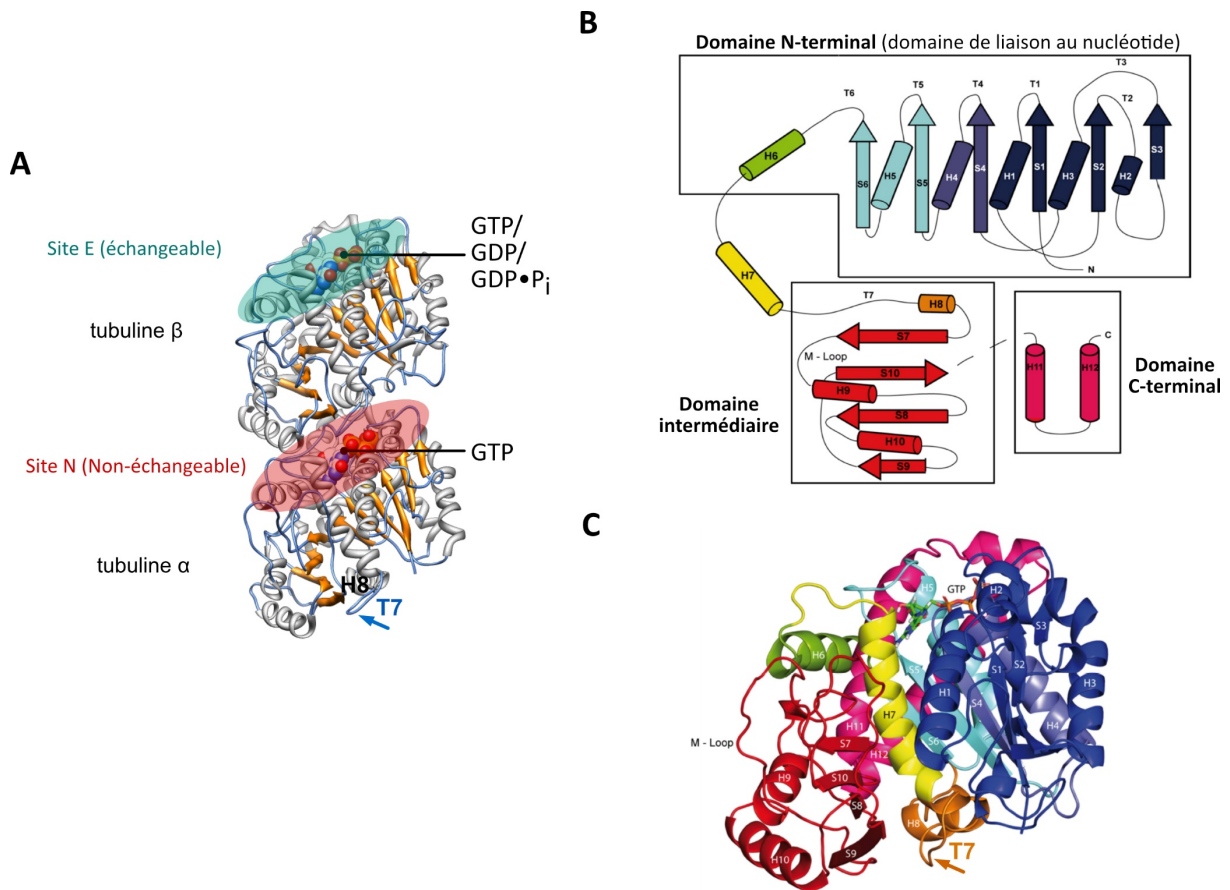 A
Site E (échangeable)
GTP/
GDP/
GDP•Pi
tubuline β
Site N (Non-échangeable)
GTP
tubuline α
H8
T7
B
Domaine N-terminal (domaine de liaison au nucléotide)
T3
T6
T5
T4
T1
T2
H6
S6
H5
S5
H4
S4
H1
S1
H3
S2
H2
S3
N
H7
T7
H8
S7
M - Loop
S10
H9
S8
H10
S9
Domaine
intermédiaire
H11
H12
C
Domaine
C-terminal
C
H5
GTP
H2
S3
H6
S5
S1
S2
H3
H1
S4
H4
H7
H11
S6
M - Loop
S7
H12
H9
S10
S8
H8
S9
H10
T7